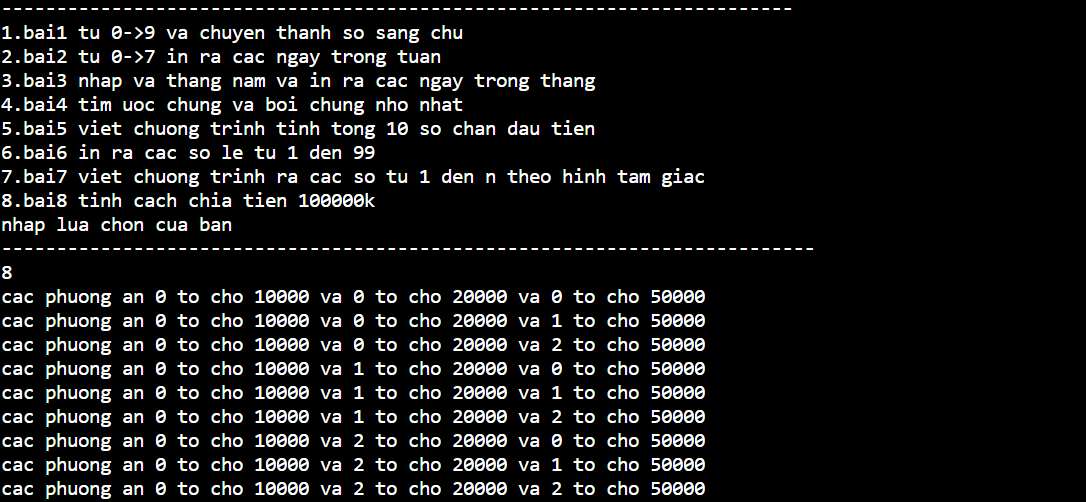 ------------------------------------------------------------------------
1.bai1 tu 0->9 va chuyen thanh so sang chu
2.bai2 tu 0->7 in ra cac ngay trong tuan
3.bai3 nhap va thang nam va in ra cac ngay trong thang
4.bai4 tim uoc chung va boi chung nho nhat
5.bai5 viet chuong trinh tinh tong 10 so chan dau tien
6.bai6 in ra cac so le tu 1 den 99
7.bai7 viet chuong trinh ra cac so tu 1 den n theo hinh tam giac
8.bai8 tinh cach chia tien 100000k
nhap lua chon cua ban
--------------------------------------------------------------------------
8
cac phuong an 0 to cho 10000 va 0 to cho 20000 va 0 to cho 50000
cac phuong an 0 to cho 10000 va 0 to cho 20000 va 1 to cho 50000
cac phuong an 0 to cho 10000 va 0 to cho 20000 va 2 to cho 50000
cac phuong an 0 to cho 10000 va 1 to cho 20000 va 0 to cho 50000
cac phuong an 0 to cho 10000 va 1 to cho 20000 va 1 to cho 50000
cac phuong an 0 to cho 10000 va 1 to cho 20000 va 2 to cho 50000
cac phuong an 0 to cho 10000 va 2 to cho 20000 va 0 to cho 50000
cac phuong an 0 to cho 10000 va 2 to cho 20000 va 1 to cho 50000
cac phuong an 0 to cho 10000 va 2 to cho 20000 va 2 to cho 50000